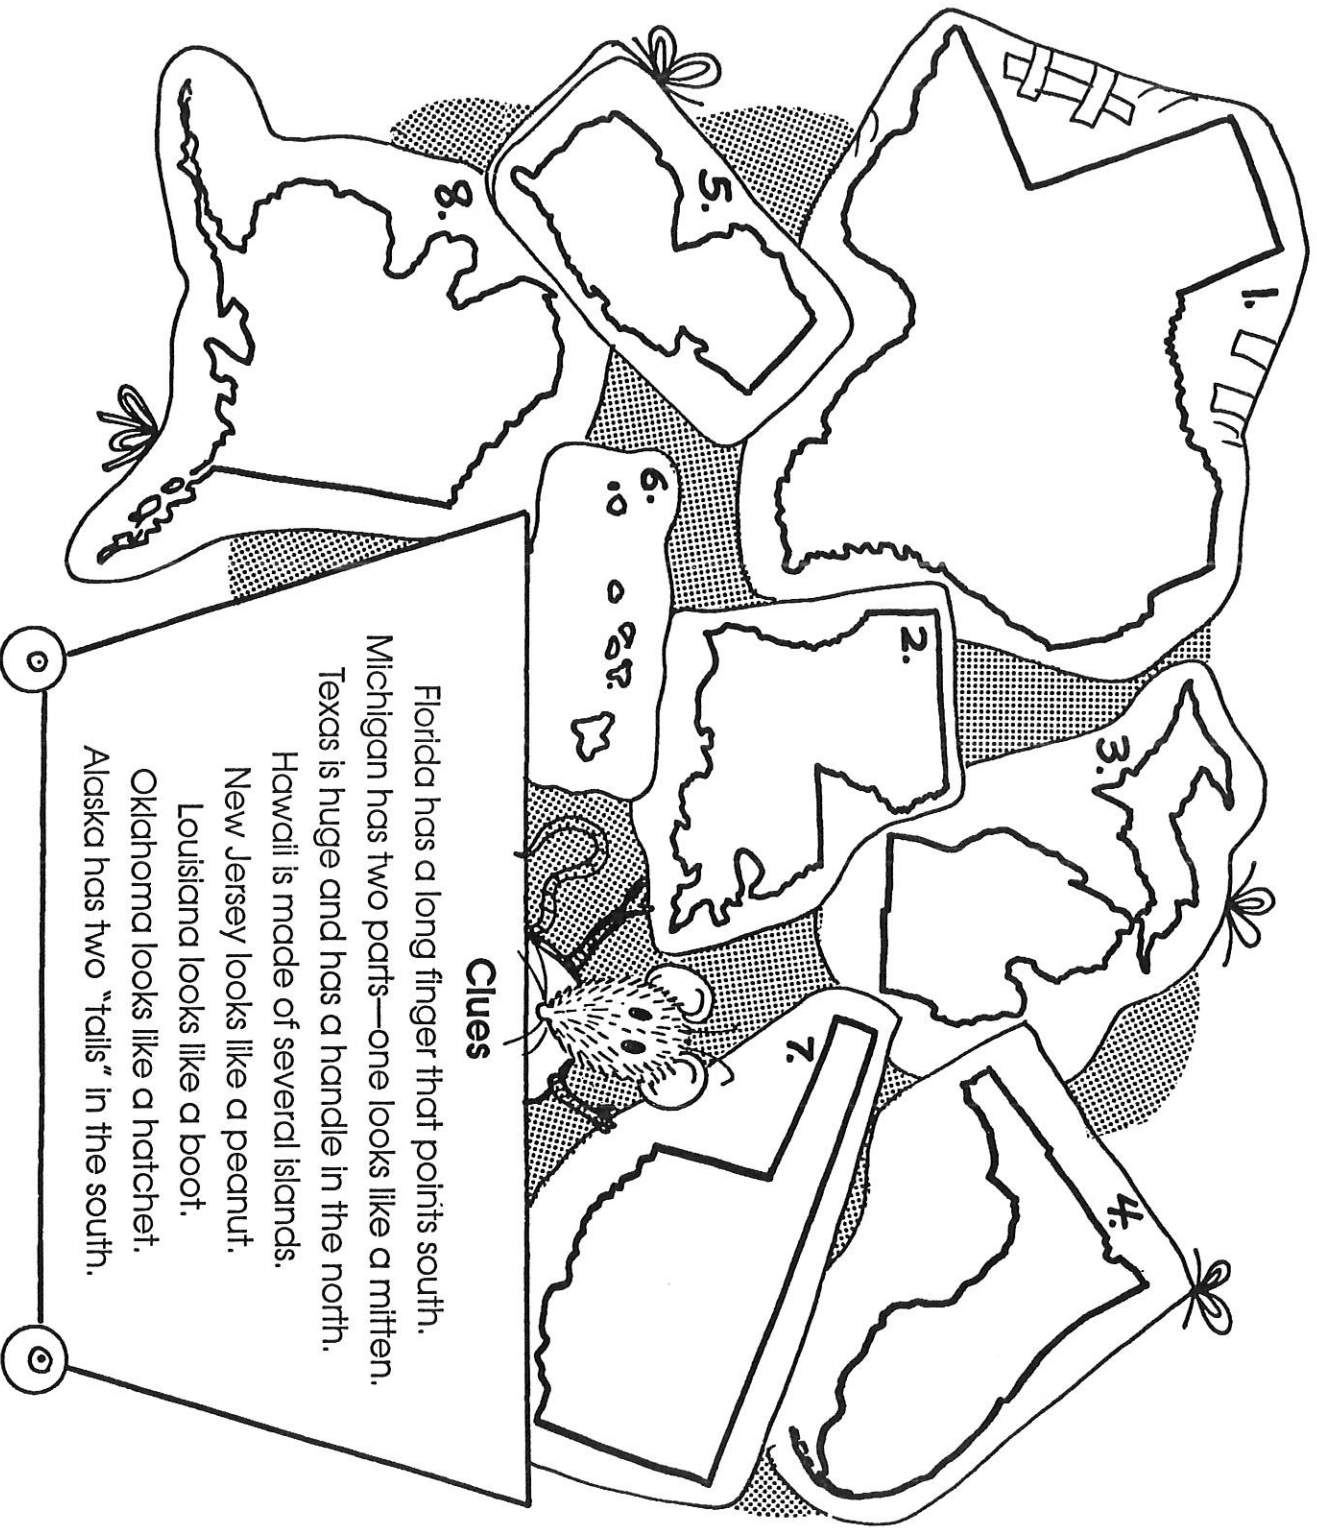 1.
2.
3.
4.
5.
6.
7.
8.
Clues
Florida has a long finger that points south.
Michigan has two parts—one looks like a mitten.
Texas is huge and has a handle in the north.
Hawaii is made of several islands.
New Jersey looks like a peanut.
Louisiana looks like a boot.
Oklahoma looks like a hatchet.
Alaska has two "tails" in the south.